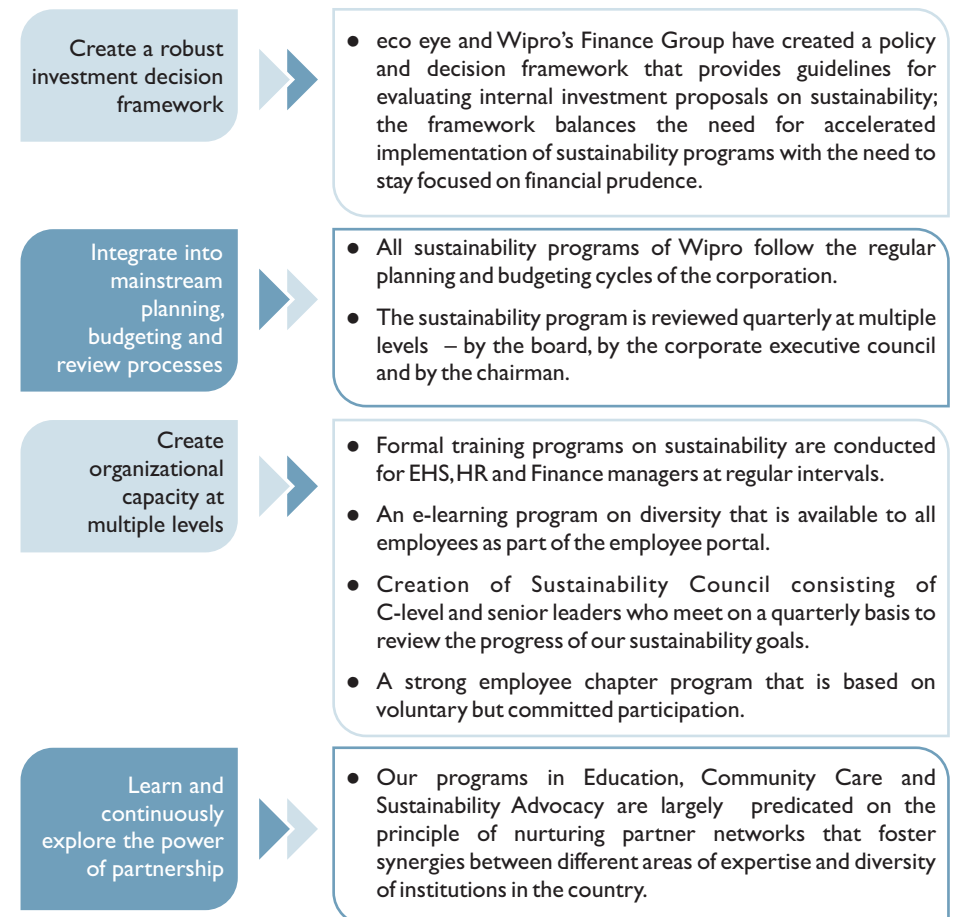 Create a robust
investment decision
framework
● eco eye and Wipro's Finance Group have created a policy
and decision framework that provides guidelines for
evaluating internal investment proposals on sustainability;
the framework balances the need for accelerated
implementation of sustainability programs with the need to
stay focused on financial prudence.
Integrate into
mainstream
planning,
budgeting and
review processes
● All sustainability programs of Wipro follow the regular
planning and budgeting cycles of the corporation.
● The sustainability program is reviewed quarterly at multiple
levels – by the board, by the corporate executive council
and by the chairman.
Create
organizational
capacity at
multiple levels
● Formal training programs on sustainability are conducted
for EHS, HR and Finance managers at regular intervals.
● An e-learning program on diversity that is available to all
employees as part of the employee portal.
● Creation of Sustainability Council consisting of
C-level and senior leaders who meet on a quarterly basis to
review the progress of our sustainability goals.
● A strong employee chapter program that is based on
voluntary but committed participation.
Learn and
continuously
explore the power
of partnership
● Our programs in Education, Community Care and
Sustainability Advocacy are largely predicated on the
principle of nurturing partner networks that foster
synergies between different areas of expertise and diversity
of institutions in the country.